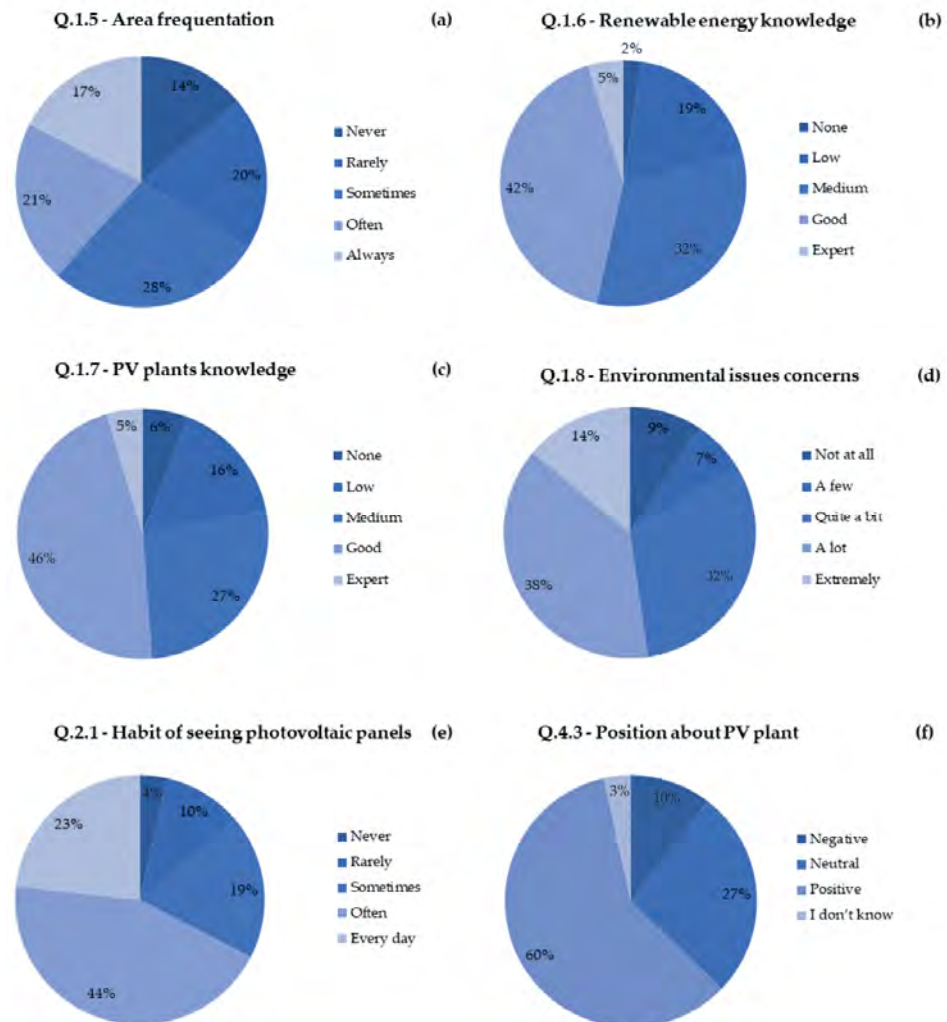 Q.1.5 - Area frequentation (a)
14%
20%
28%
21%
17%
Never
Rarely
Sometimes
Often
Always
Q.1.6 - Renewable energy knowledge (b)
2%
19%
32%
42%
5%
None
Low
Medium
Good
Expert
Q.1.7 - PV plants knowledge (c)
6%
16%
27%
46%
5%
None
Low
Medium
Good
Expert
Q.1.8 - Environmental issues concerns (d)
9%
7%
32%
38%
14%
Not at all
A few
Quite a bit
A lot
Extremely
Q.2.1 - Habit of seeing photovoltaic panels (e)
4%
10%
19%
44%
23%
Never
Rarely
Sometimes
Often
Every day
Q.4.3 - Position about PV plant (f)
10%
27%
60%
3%
Negative
Neutral
Positive
I don't know